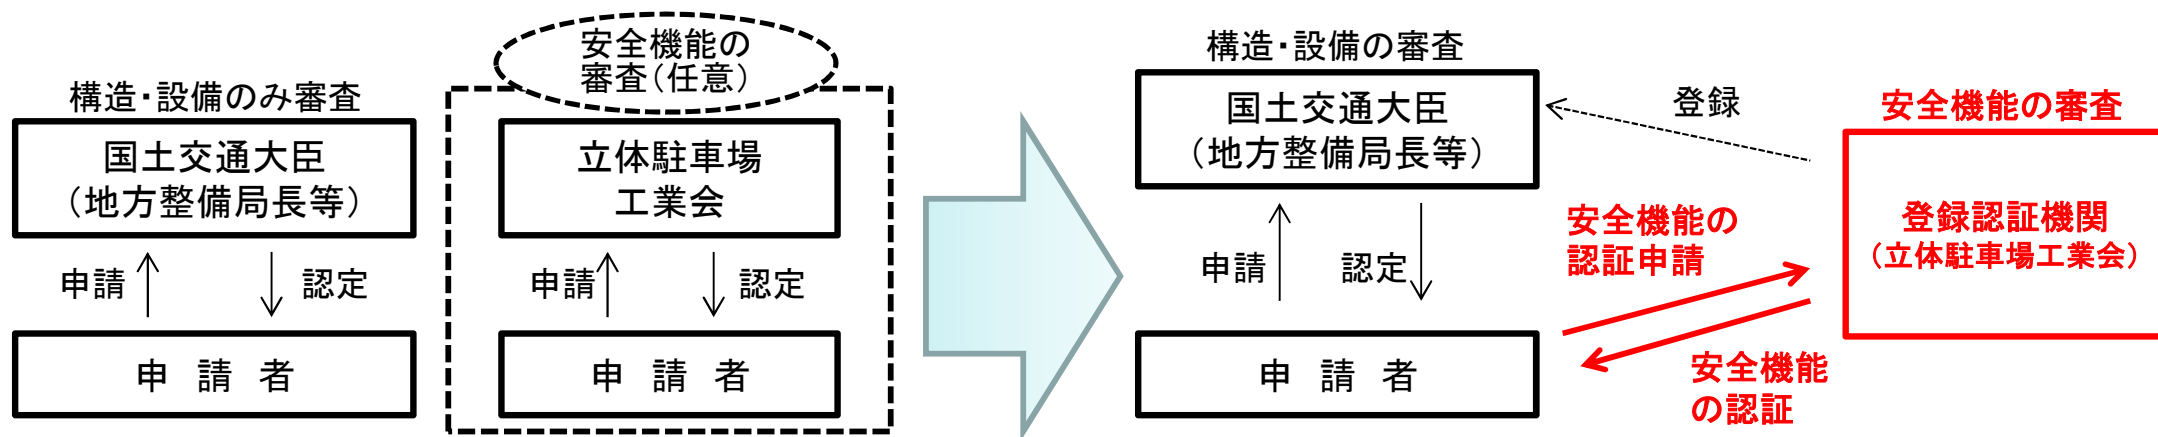 構造・設備のみ審査
国土交通大臣
（地方整備局長等）
申請
認定
申 請 者
安全機能の
審査（任意）
立体駐車場
工業会
申請
認定
申 請 者
構造・設備の審査
国土交通大臣
（地方整備局長等）
申請
認定
申 請 者
登録
安全機能の
認証申請
安全機能
の認証
安全機能の審査
登録認証機関
（立体駐車場工業会）